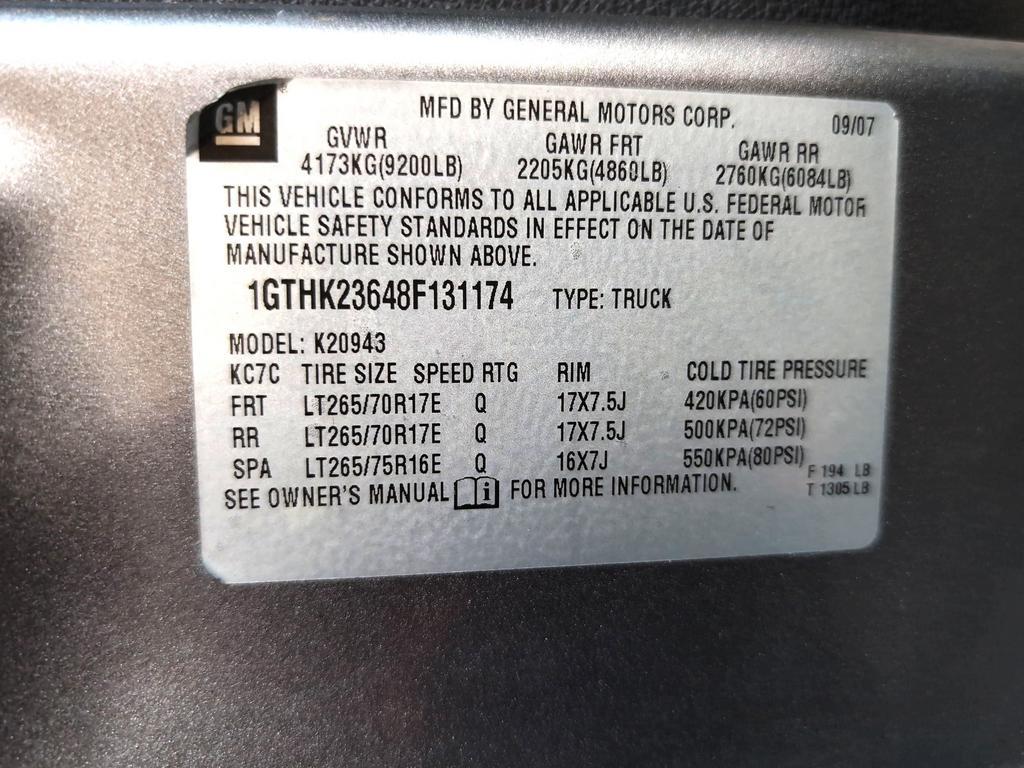 GM
MFD BY GENERAL MOTORS CORP. 09/07
GVWR GAWR FRT GAWR RR
4173KG(9200LB) 2205KG(4860LB) 2760KG(6084LB)
THIS VEHICLE CONFORMS TO ALL APPLICABLE U.S. FEDERAL MOTOR
VEHICLE SAFETY STANDARDS IN EFFECT ON THE DATE OF
MANUFACTURE SHOWN ABOVE.
1GTHK23648F131174 TYPE: TRUCK
MODEL: K20943
KC7C TIRE SIZE SPEED RTG RIM COLD TIRE PRESSURE
FRT LT265/70R17E Q 17X7.5J 420KPA(60PSI)
RR LT265/70R17E Q 17X7.5J 500KPA(72PSI)
SPA LT265/75R16E Q 16X7J 550KPA(80PSI)
F 194 LB
SEE OWNER'S MANUAL i FOR MORE INFORMATION. T 1305 LB